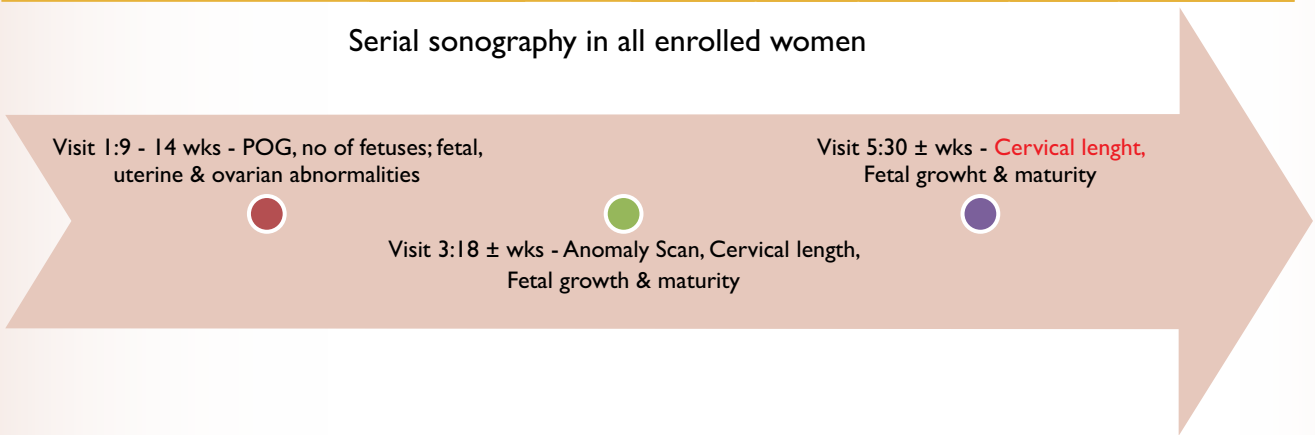 Serial sonography in all enrolled women
Visit 1:9 - 14 wks - POG, no of fetuses; fetal,
uterine & ovarian abnormalities
Visit 3:18 ± wks - Anomaly Scan, Cervical length,
Fetal growth & maturity
Visit 5:30 ± wks - Cervical lenght,
Fetal growht & maturity